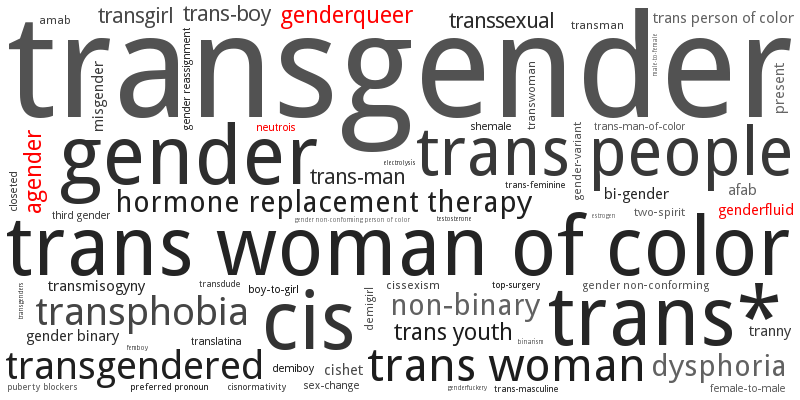 amab
transgirl
trans-boy
genderqueer
transsexual
transman
trans person of color
transgender
misgender
gender reassignment
transwoman
male-to-female
present
neutrois
shemale
trans-man-of-color
closeted
agender
gender
electrolysis
trans
gender-variant
people
trans-man
trans-feminine
bi-gender
afab
third gender
hormone replacement therapy
gender non-conforming person of color
testosterone
estrogen
two-spirit
genderfluid
trans woman of color
transgenders
transmisogyny
transdude
boy-to-girl
cissexism
top-surgery
gender non-conforming
transphobia
cis
demigirl
non-binary
trans*
gender binary
femboy
translatina
trans youth
binarism
tranny
transgendered
demiboy
cishet
trans woman
dysphoria
puberty blockers
preferred pronoun
cisnormativity
sex-change
genderfuckery
trans-masculine
female-to-male